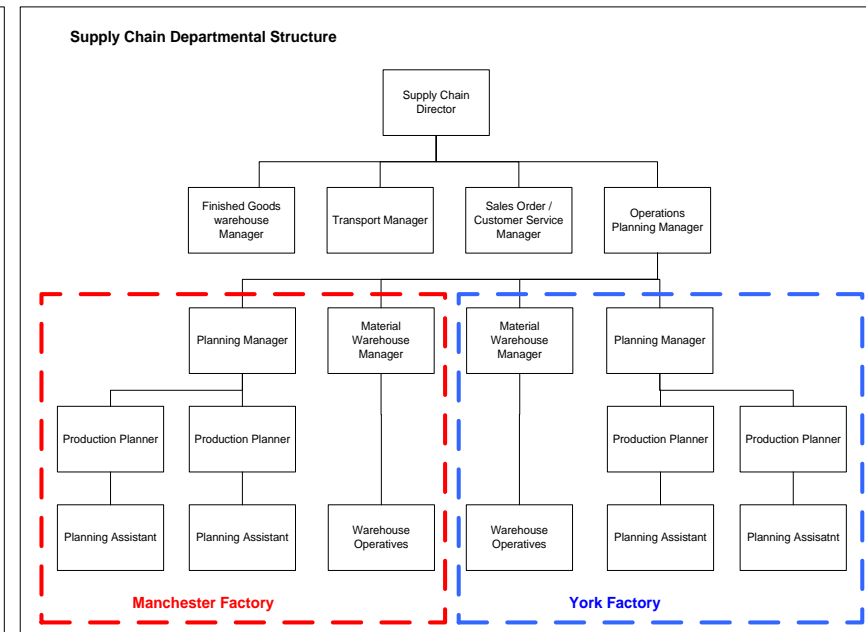 Supply Chain Departmental Structure
Supply Chain
Director
Finished Goods
warehouse
Manager
Transport Manager
Sales Order /
Customer Service
Manager
Operations
Planning Manager
Planning Manager
Material
Warehouse
Manager
Material
Warehouse
Manager
Planning Manager
Production Planner
Production Planner
Production Planner
Production Planner
Planning Assistant
Planning Assistant
Warehouse
Operatives
Warehouse
Operatives
Planning Assistant
Planning Assisatnt
Manchester Factory
York Factory